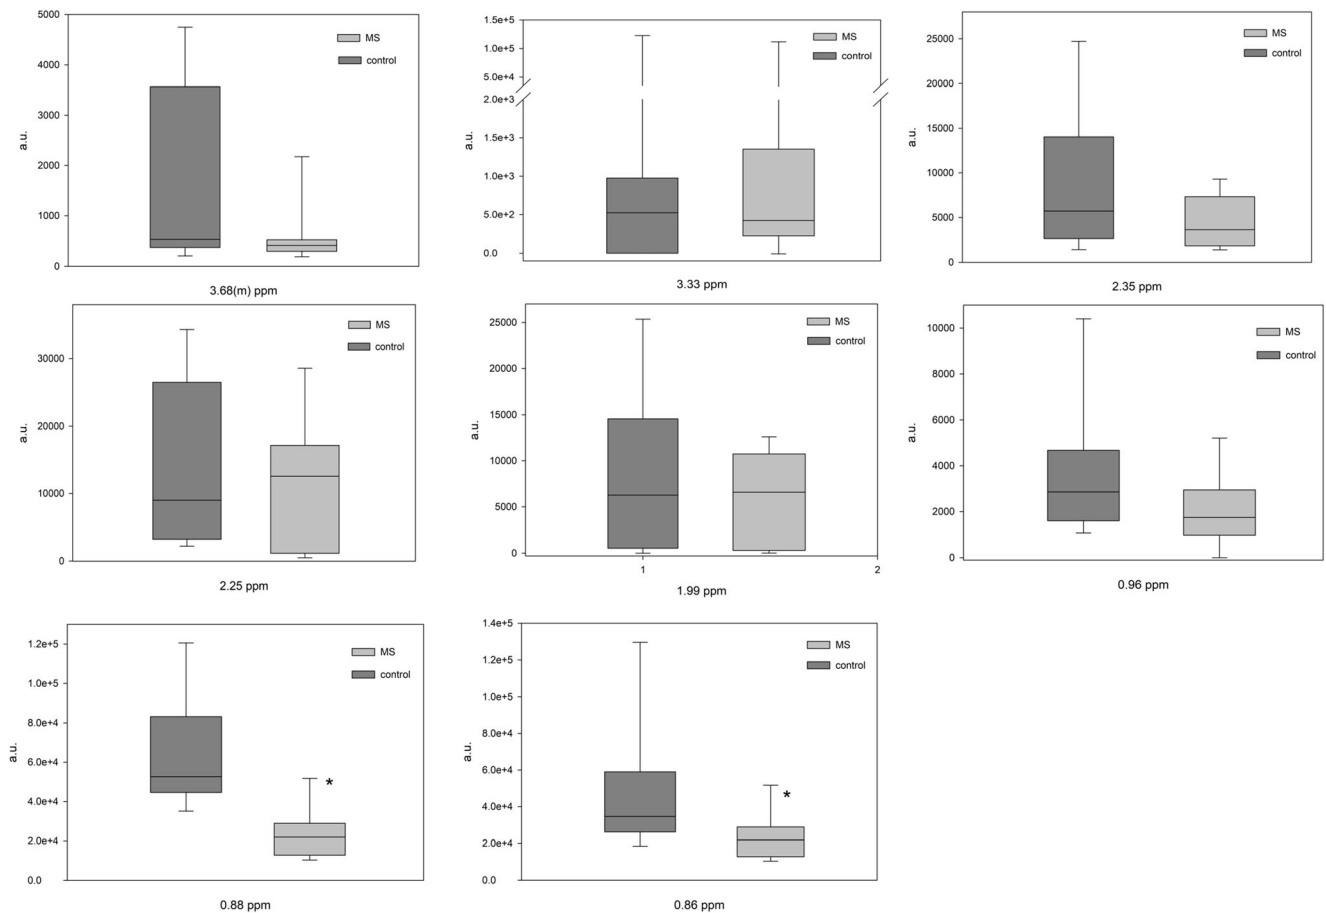 5000
4000
3000
2000
1000
0
a.u.
MS
control
3.68(m) ppm
1.5e+5
1.0e+5
5.0e+4
2.0e+3
1.5e+3
1.0e+3
5.0e+2
0.0
a.u.
MS
control
3.33 ppm
25000
20000
15000
10000
5000
0
a.u.
MS
control
2.35 ppm
30000
20000
10000
0
a.u.
MS
control
2.25 ppm
25000
20000
15000
10000
5000
0
a.u.
MS
control
1
2
1.99 ppm
10000
8000
6000
4000
2000
0
a.u.
MS
control
0.96 ppm
1.2e+5
1.0e+5
8.0e+4
6.0e+4
4.0e+4
2.0e+4
0.0
a.u.
MS
control
*
0.88 ppm
1.4e+5
1.2e+5
1.0e+5
8.0e+4
6.0e+4
4.0e+4
2.0e+4
0.0
a.u.
MS
control
*
0.86 ppm